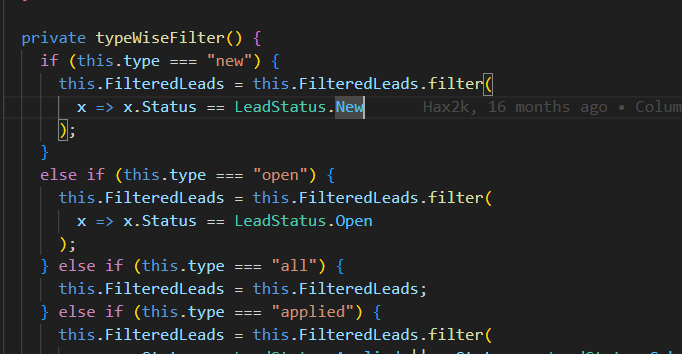 private typeWiseFilter() {
if (this.type === "new") {
this.FilteredLeads = this.FilteredLeads.filter(
x => x.Status == LeadStatus.New Hax2k, 16 months ago • Colum
);
}
else if (this.type === "open") {
this.FilteredLeads = this.FilteredLeads.filter(
x => x.Status == LeadStatus.Open
);
} else if (this.type === "all") {
this.FilteredLeads = this.FilteredLeads;
} else if (this.type === "applied") {
this.FilteredLeads = this.FilteredLeads.filter(